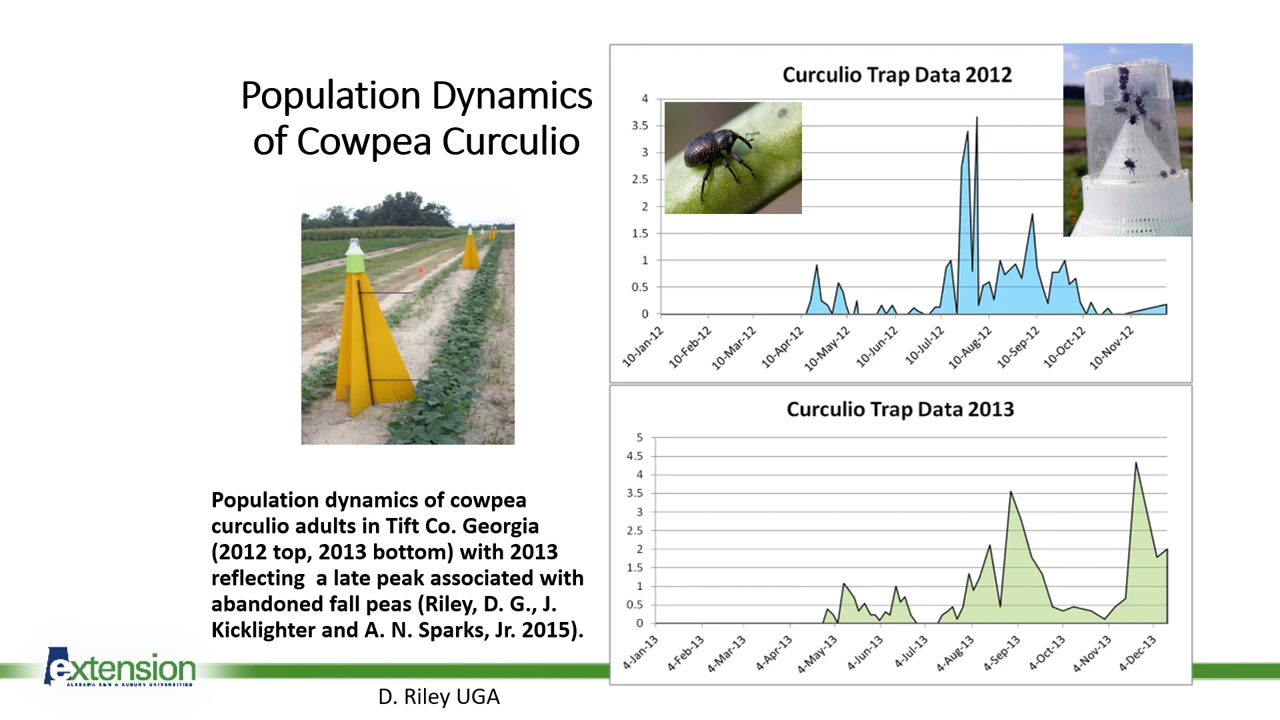 Population Dynamics
of Cowpea Curculio
Population dynamics of cowpea
curculio adults in Tift Co. Georgia
(2012 top, 2013 bottom) with 2013
reflecting a late peak associated with
abandoned fall peas (Riley, D. G., J.
Kicklighter and A. N. Sparks, Jr. 2015).
extension
ALABAMA A&M & AUBURN UNIVERSITIES
D. Riley UGA
Curculio Trap Data 2012
4
3.5
3
2.5
2
1.5
1
0.5
0
10-Jan-12
10-Feb-12
10-Mar-12
10-Apr-12
10-May-12
10-Jun-12
10-Jul-12
10-Aug-12
10-Sep-12
10-Oct-12
10-Nov-12
Curculio Trap Data 2013
5
4.5
4
3.5
3
2.5
2
1.5
1
0.5
0
4-Jan-13
4-Feb-13
4-Mar-13
4-Apr-13
4-May-13
4-Jun-13
4-Jul-13
4-Aug-13
4-Sep-13
4-Oct-13
4-Nov-13
4-Dec-13